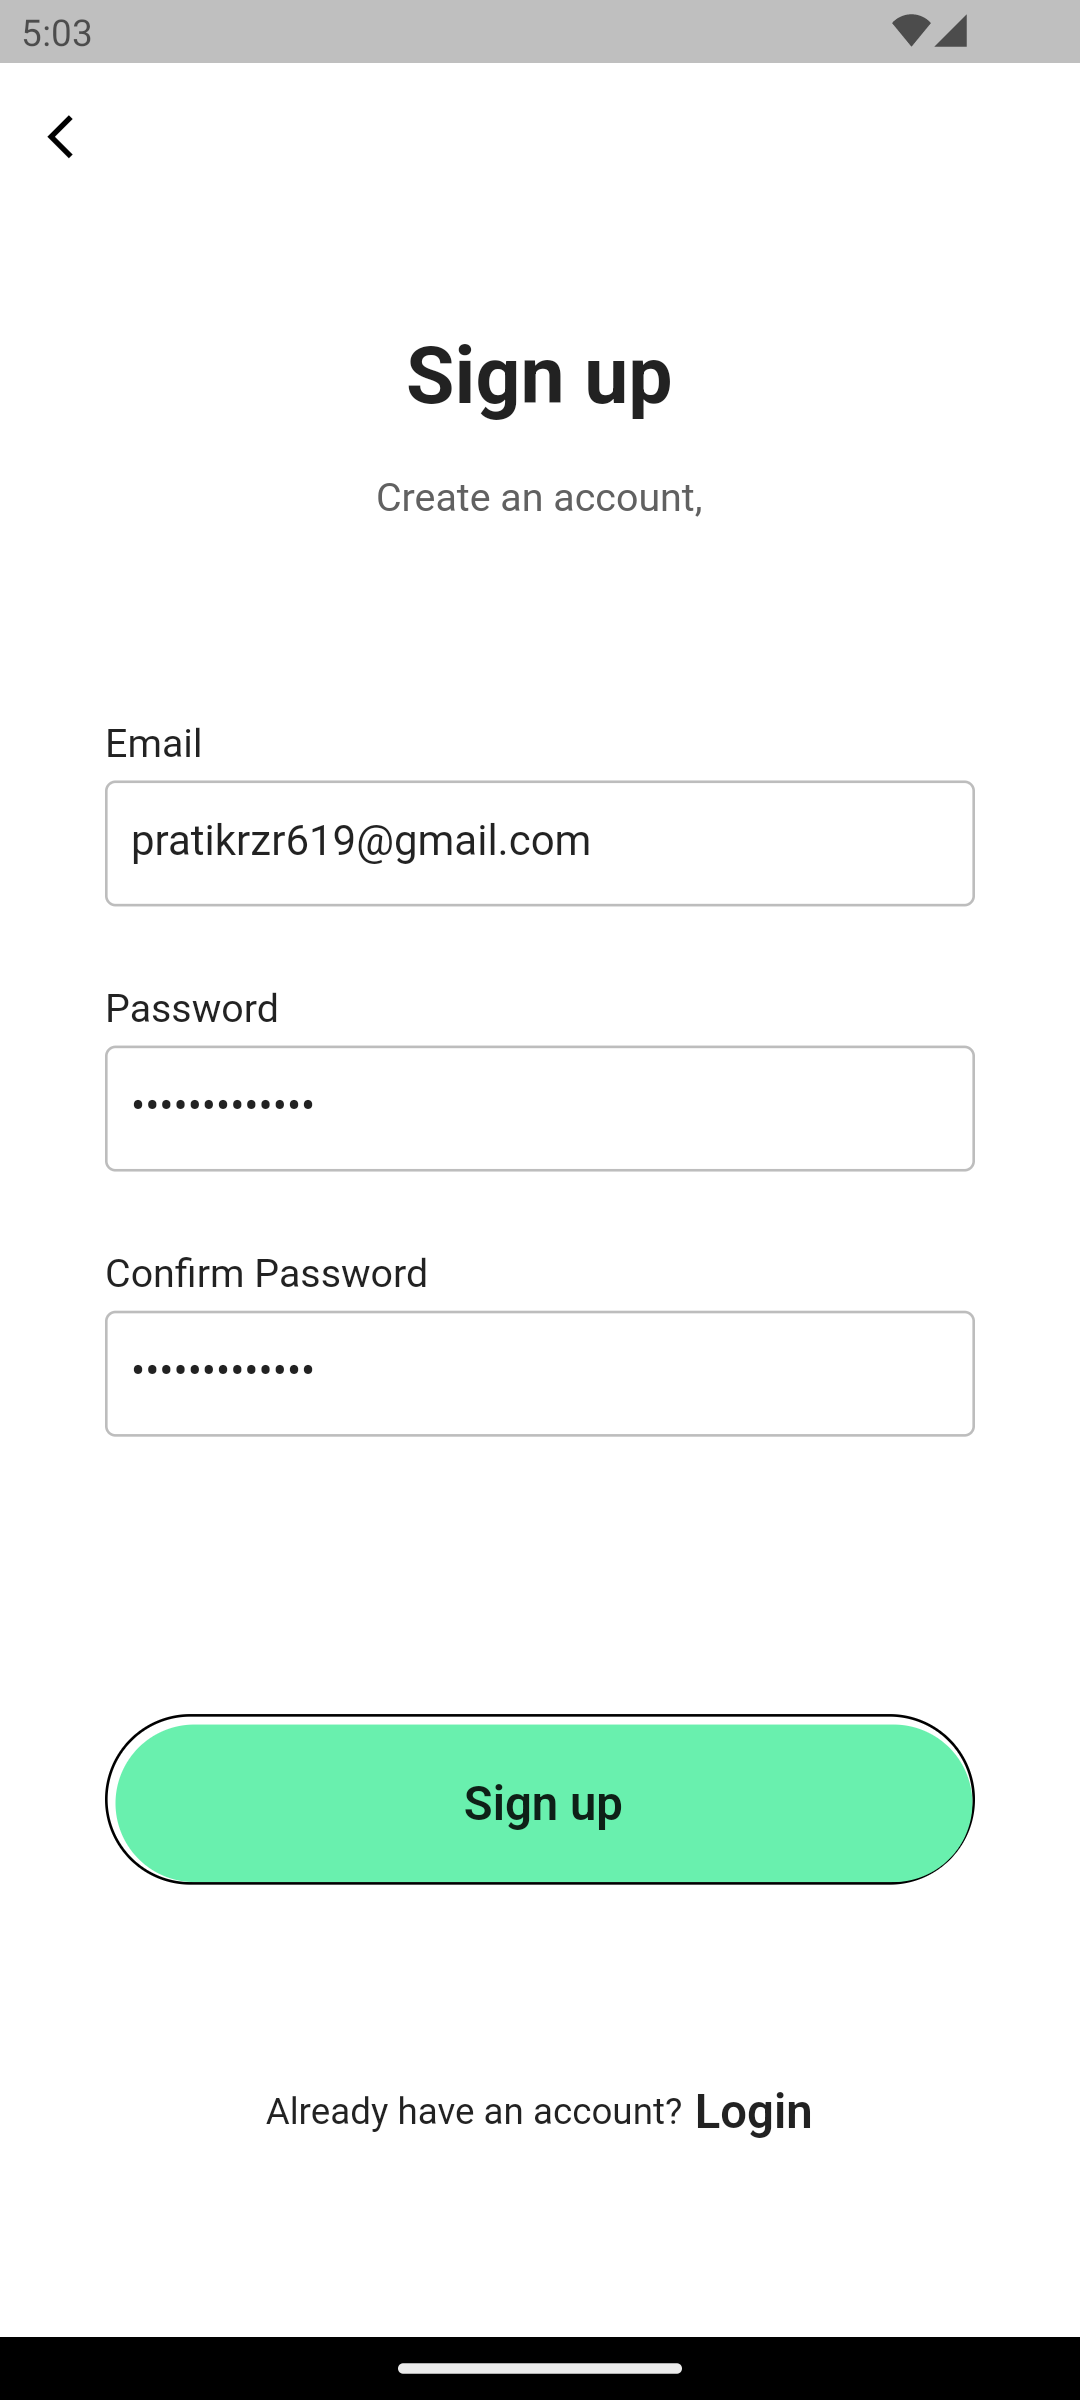 5:03
Sign up
Create an account,
Email
pratikrzr619@gmail.com
Password
•••••••••••••
Confirm Password
•••••••••••••
Sign up
Already have an account? Login